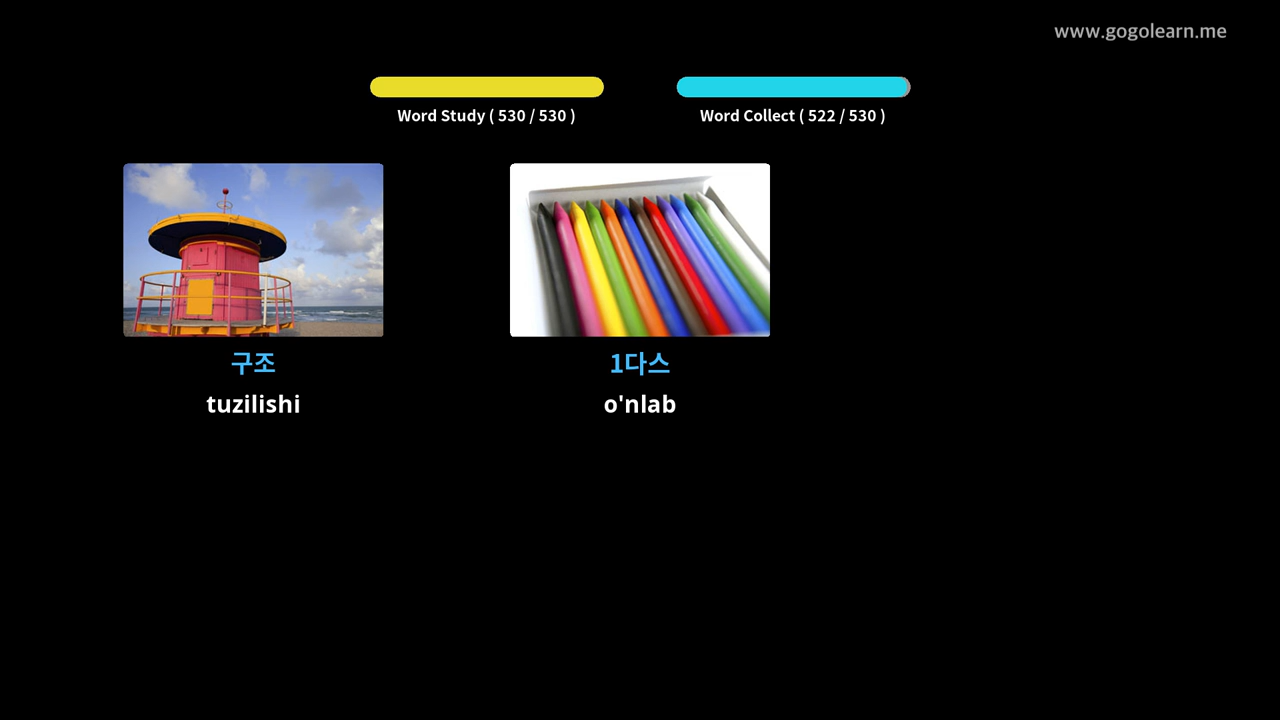 www.gogolearn.me
Word Study ( 530 / 530 )
Word Collect ( 522 / 530 )
구조
tuzilishi
1다스
o'nlab